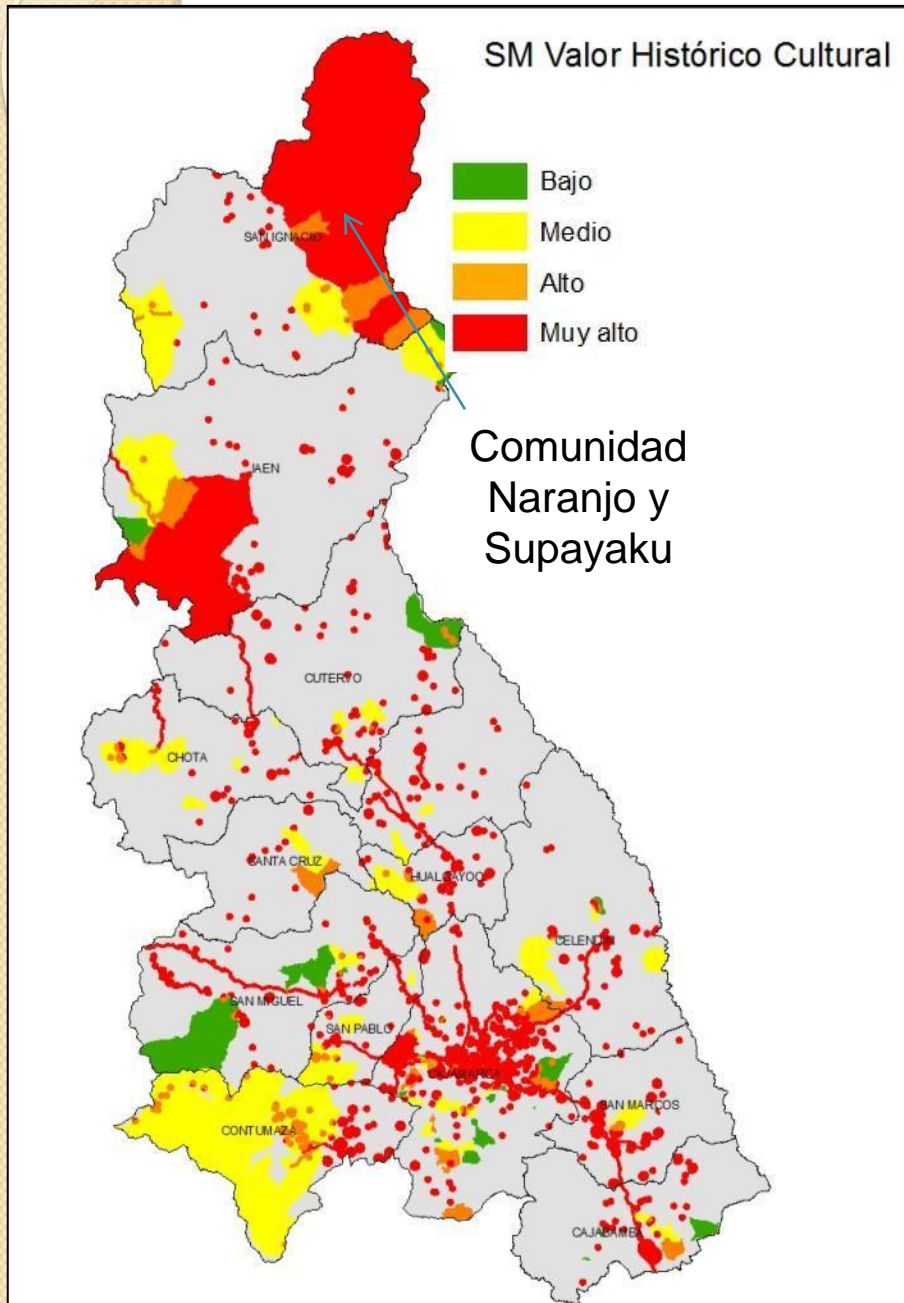 SM Valor Histórico Cultural
Bajo
Medio
Alto
Muy alto
SAN IGNACIO
Comunidad
Naranjo y
Supayaku
JAEN
CUTERVO
CHOTA
SANTA CRUZ
HUALGAYOC
CELENDIN
SAN MIGUEL
SAN PABLO
CAJAMARCA
SAN MARCOS
CONTUMAZA
CAJABAMBA